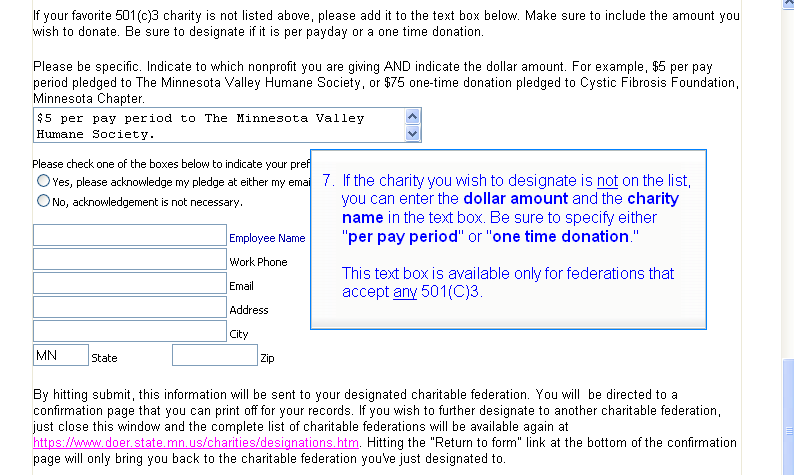 If your favorite 501(c)3 charity is not listed above, please add it to the text box below. Make sure to include the amount you
wish to donate. Be sure to designate if it is per payday or a one time donation.
Please be specific. Indicate to which nonprofit you are giving AND indicate the dollar amount. For example, $5 per pay
period pledged to The Minnesota Valley Humane Society, or $75 one-time donation pledged to Cystic Fibrosis Foundation,
Minnesota Chapter.
$5 per pay period to The Minnesota Valley
Humane Society.
Please check one of the boxes below to indicate your pref
Yes, please acknowledge my pledge at either my emai
No, acknowledgement is not necessary.
7. If the charity you wish to designate is not on the list,
you can enter the dollar amount and the charity
name in the text box. Be sure to specify either
"per pay period" or "one time donation."
This text box is available only for federations that
accept any 501(C)3.
Employee Name
Work Phone
Email
Address
City
MN State Zip
By hitting submit, this information will be sent to your designated charitable federation. You will be directed to a
confirmation page that you can print off for your records. If you wish to further designate to another charitable federation,
just close this window and the complete list of charitable federations will be available again at
https://www.doer.state.mn.us/charities/designations.htm. Hitting the "Return to form" link at the bottom of the confirmation
page will only bring you back to the charitable federation you've just designated to.